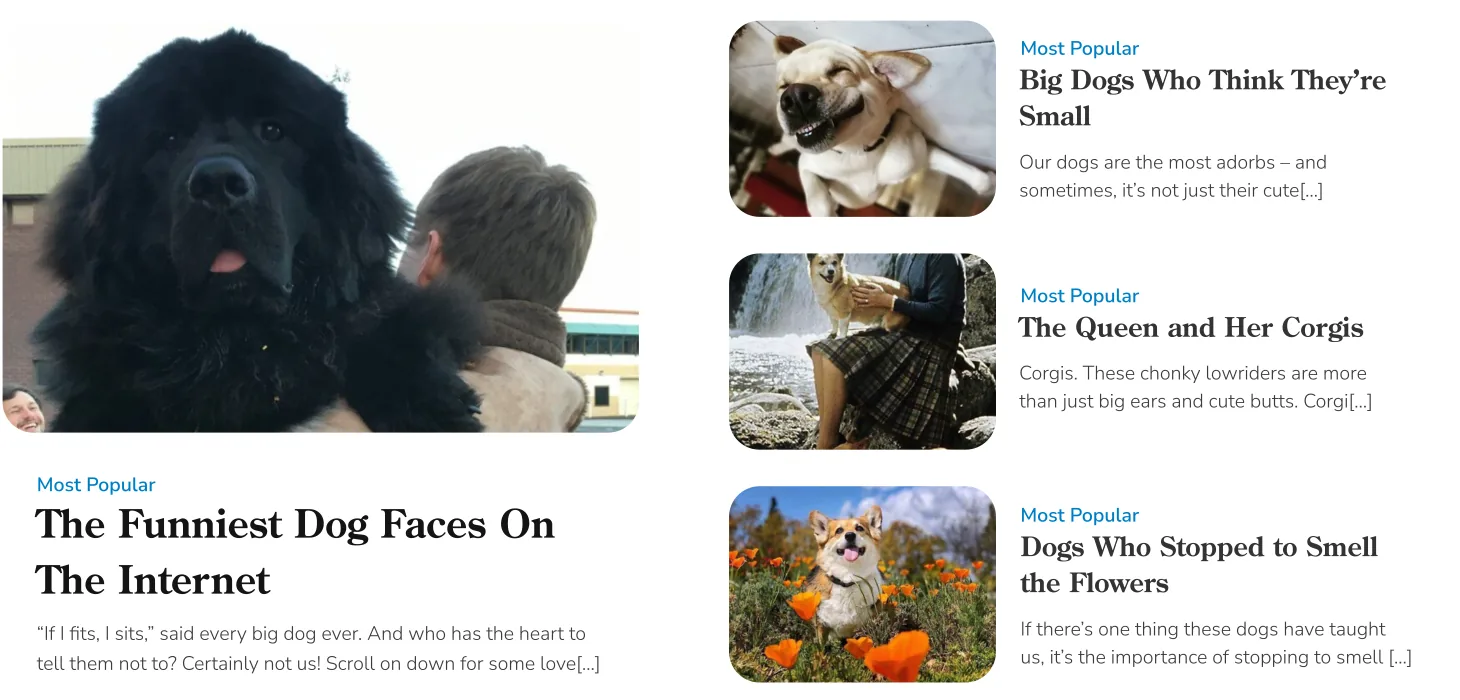 Most Popular
The Funniest Dog Faces On
The Internet
“If I fits, I sits,” said every big dog ever. And who has the heart to
tell them not to? Certainly not us! Scroll on down for some love[...]
Most Popular
Big Dogs Who Think They’re
Small
Our dogs are the most adorbs – and
sometimes, it’s not just their cute[...]
Most Popular
The Queen and Her Corgis
Corgis. These chonky lowriders are more
than just big ears and cute butts. Corgi[...]
Most Popular
Dogs Who Stopped to Smell
the Flowers
If there’s one thing these dogs have taught
us, it’s the importance of stopping to smell [...]